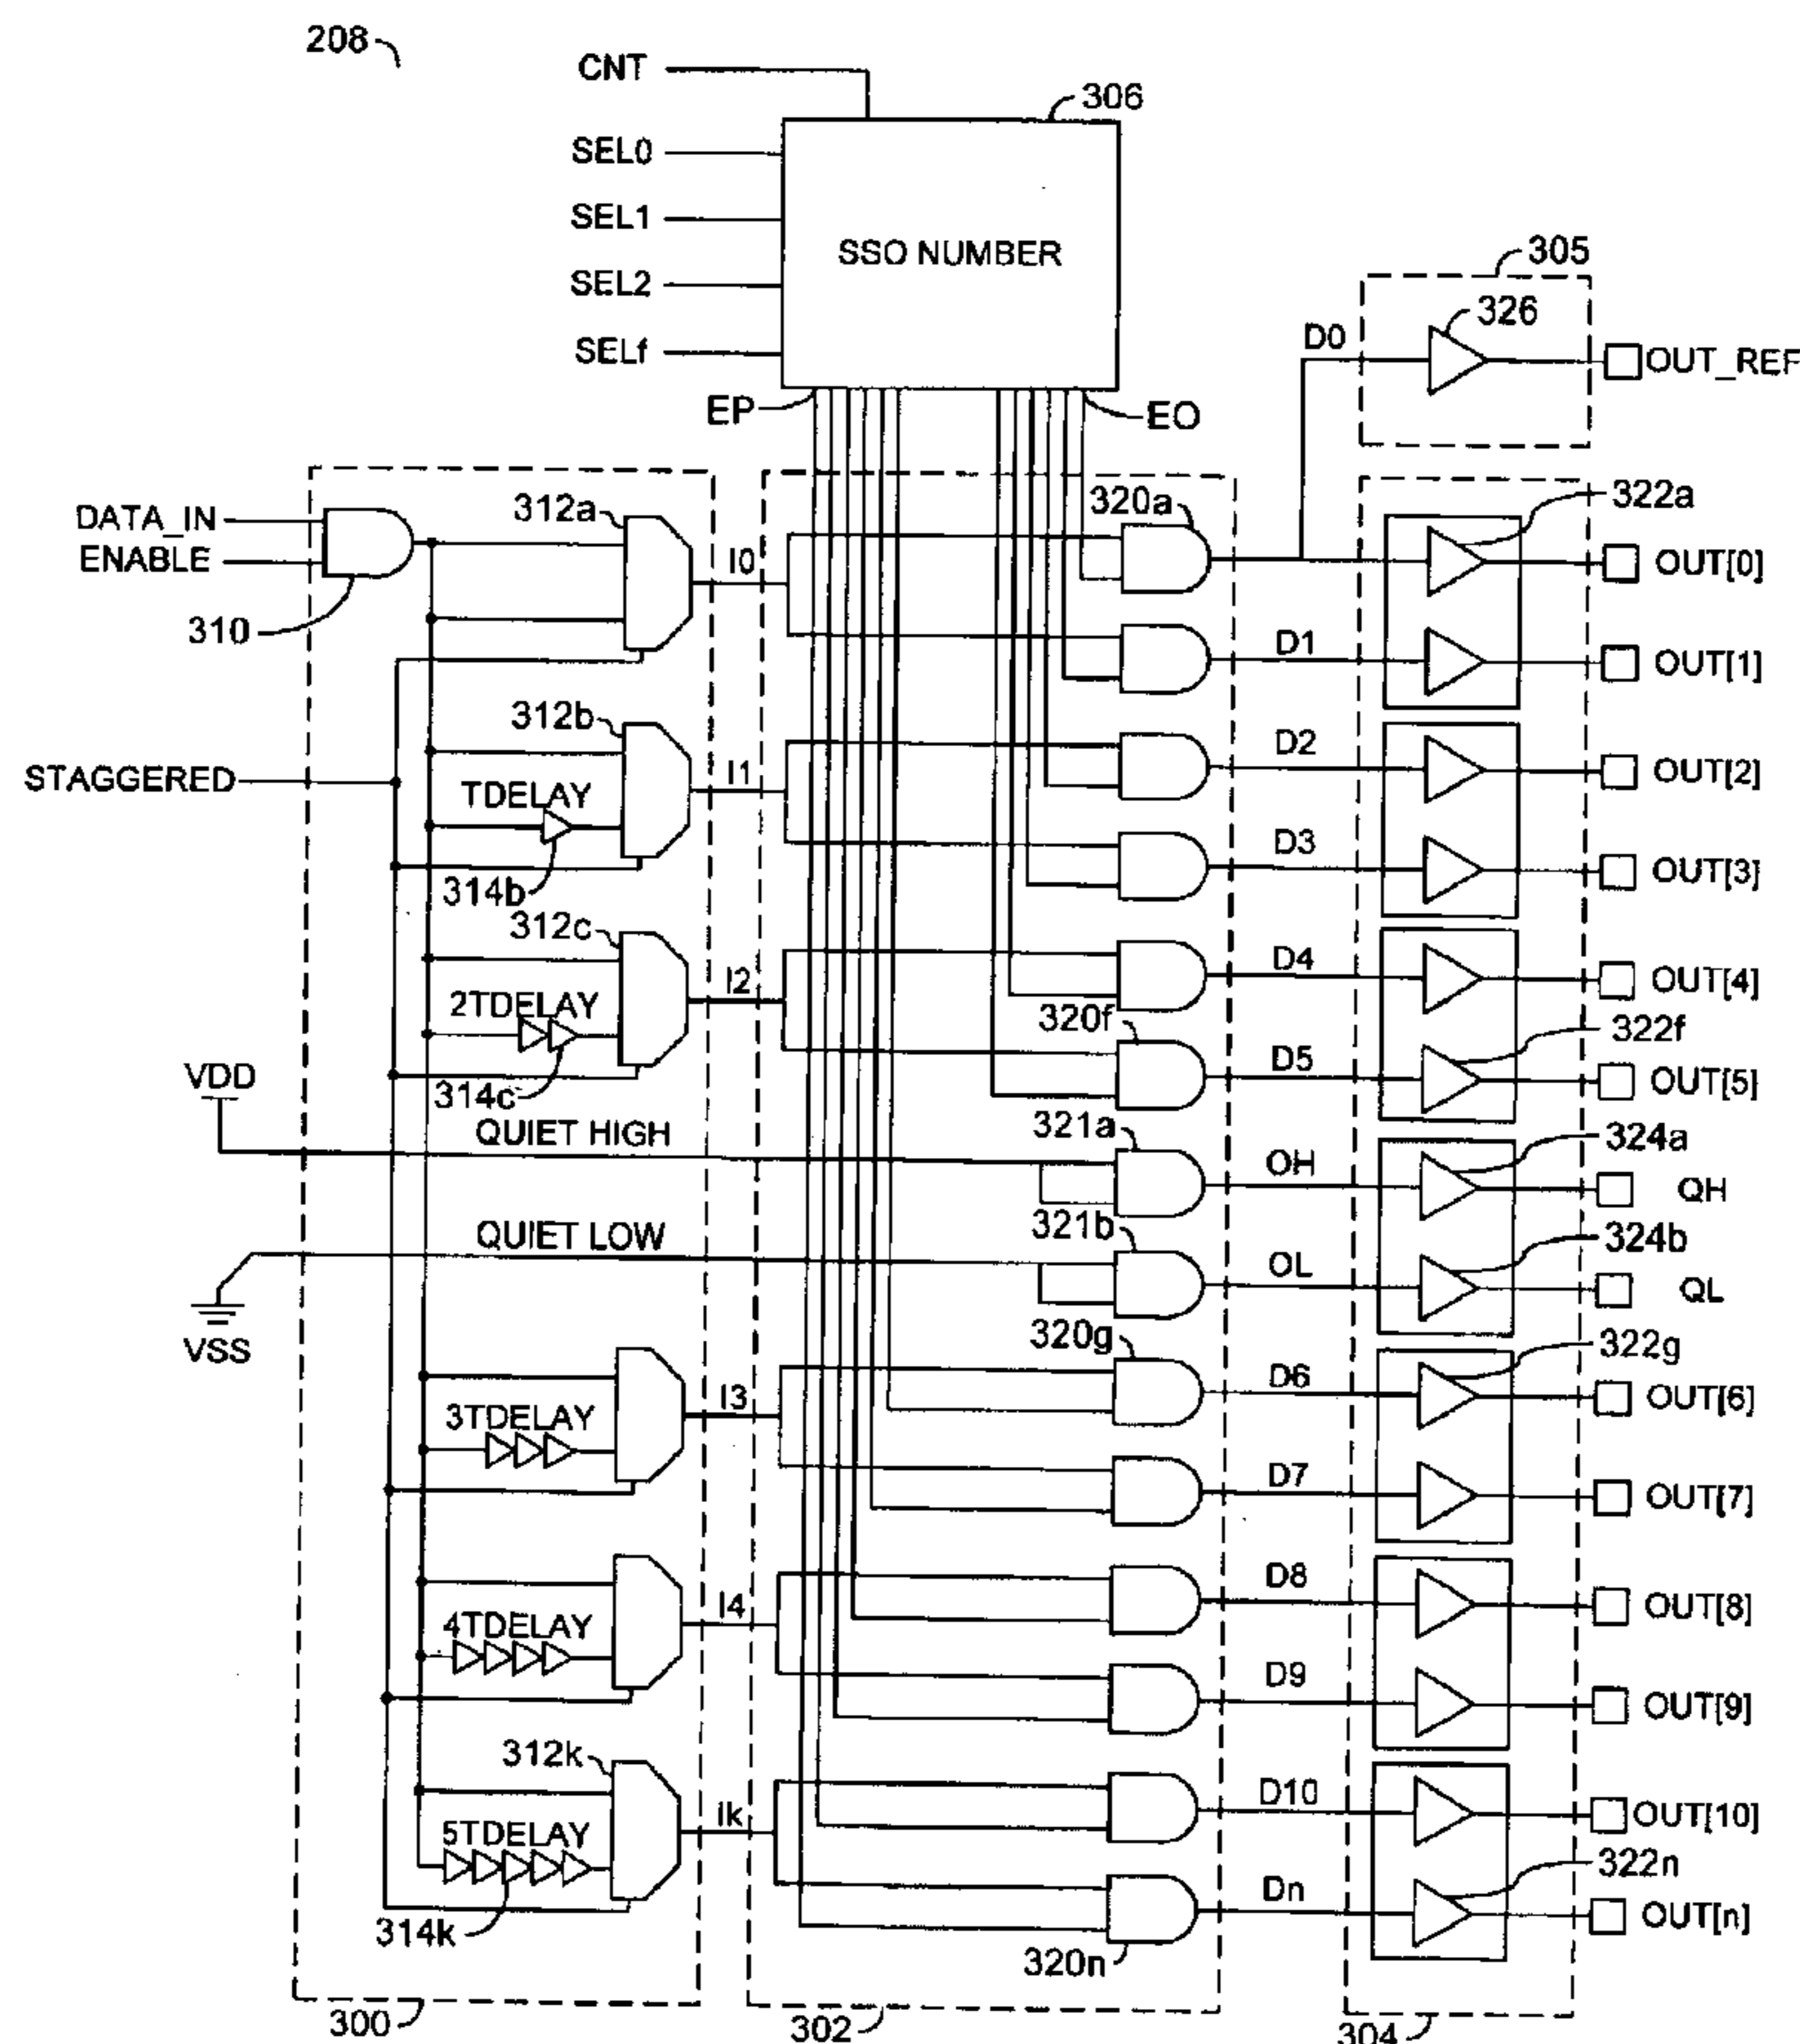 208
CNT
306
SEL0
SEL1
SEL2
SELf
SSO NUMBER
305
326
D0
OUT_REF
EP
EO
DATA_IN
ENABLE
310
312a
I0
320a
322a
OUT[0]
D1
OUT[1]
STAGGERED
312b
TDELAY
314b
I1
D2
OUT[2]
D3
OUT[3]
312c
2TDELAY
314c
I2
D4
OUT[4]
320f
D5
322f
OUT[5]
VDD
QUIET HIGH
321a
OH
324a
QH
QUIET LOW
321b
OL
324b
QL
VSS
320g
3TDELAY
I3
D6
322g
OUT[6]
D7
OUT[7]
4TDELAY
I4
D8
OUT[8]
D9
OUT[9]
312k
5TDELAY
314k
Ik
D10
OUT[10]
Dn
322n
OUT[n]
320n
300
302
304